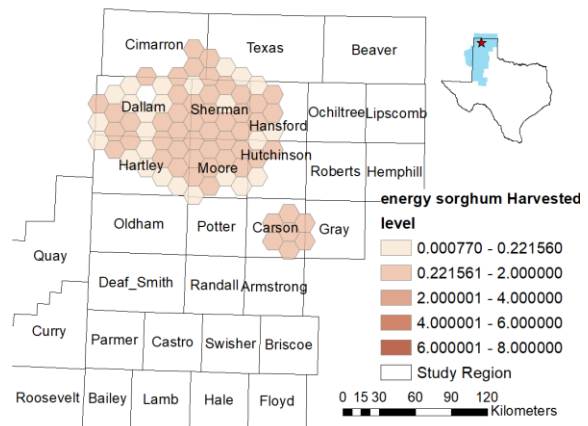 Cimarron Texas Beaver
Dallam Sherman Ochiltree Lipscomb
Hansford
Hartley Moore Hutchinson Roberts Hemphill
Oldham Potter Carson Gray
Quay
Deaf_Smith Randall Armstrong
Curry Parmer Castro Swisher Briscoe
Roosevelt Bailey Lamb Hale Floyd
energy sorghum Harvested
level
0.000770 - 0.221560
0.221561 - 2.000000
2.000001 - 4.000000
4.000001 - 6.000000
6.000001 - 8.000000
Study Region
0 15 30 60 90 120
Kilometers